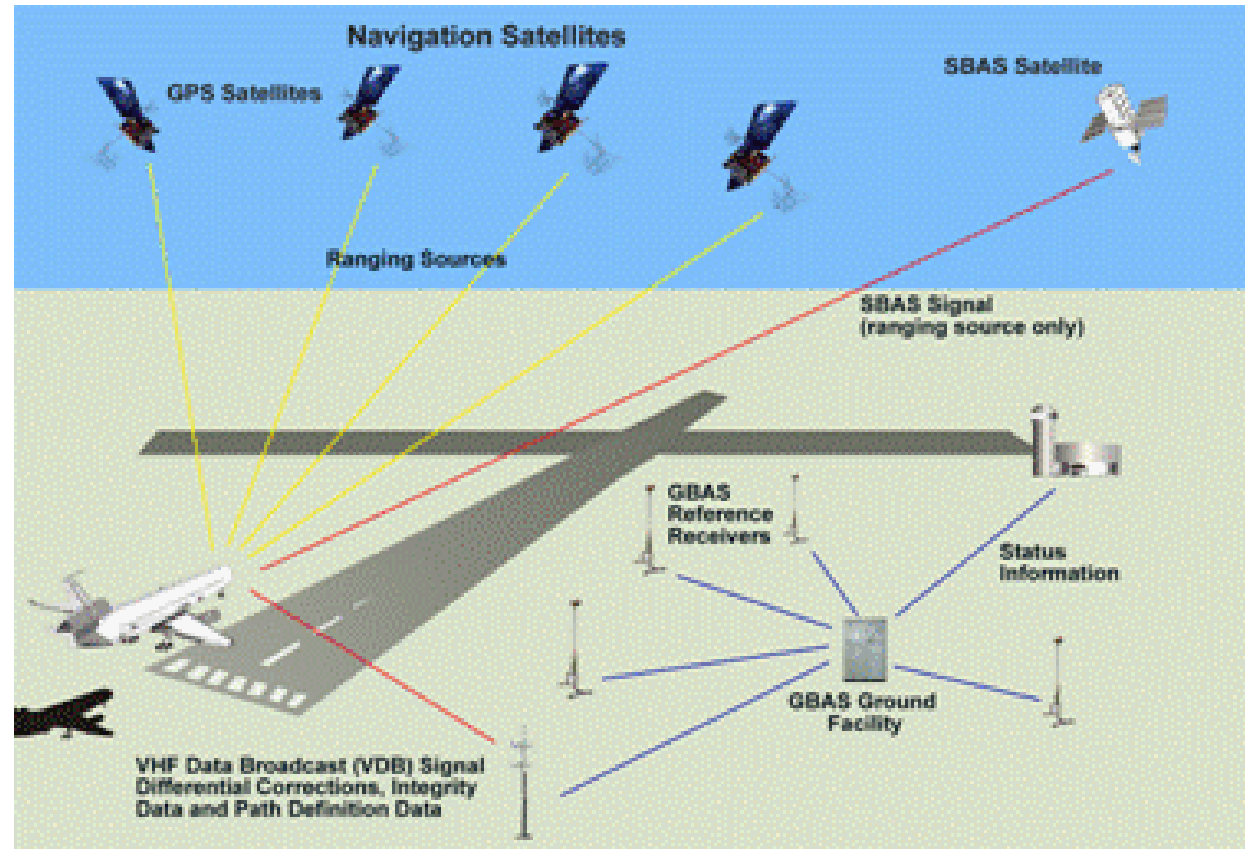 Navigation Satellites
GPS Satellites
SBAS Satellite
Ranging Sources
SBAS Signal
(ranging source only)
GBAS
Reference
Receivers
Status
Information
GBAS Ground
Facility
VHF Data Broadcast (VDB) Signal
Differential Corrections, Integrity
Data and Path Definition Data